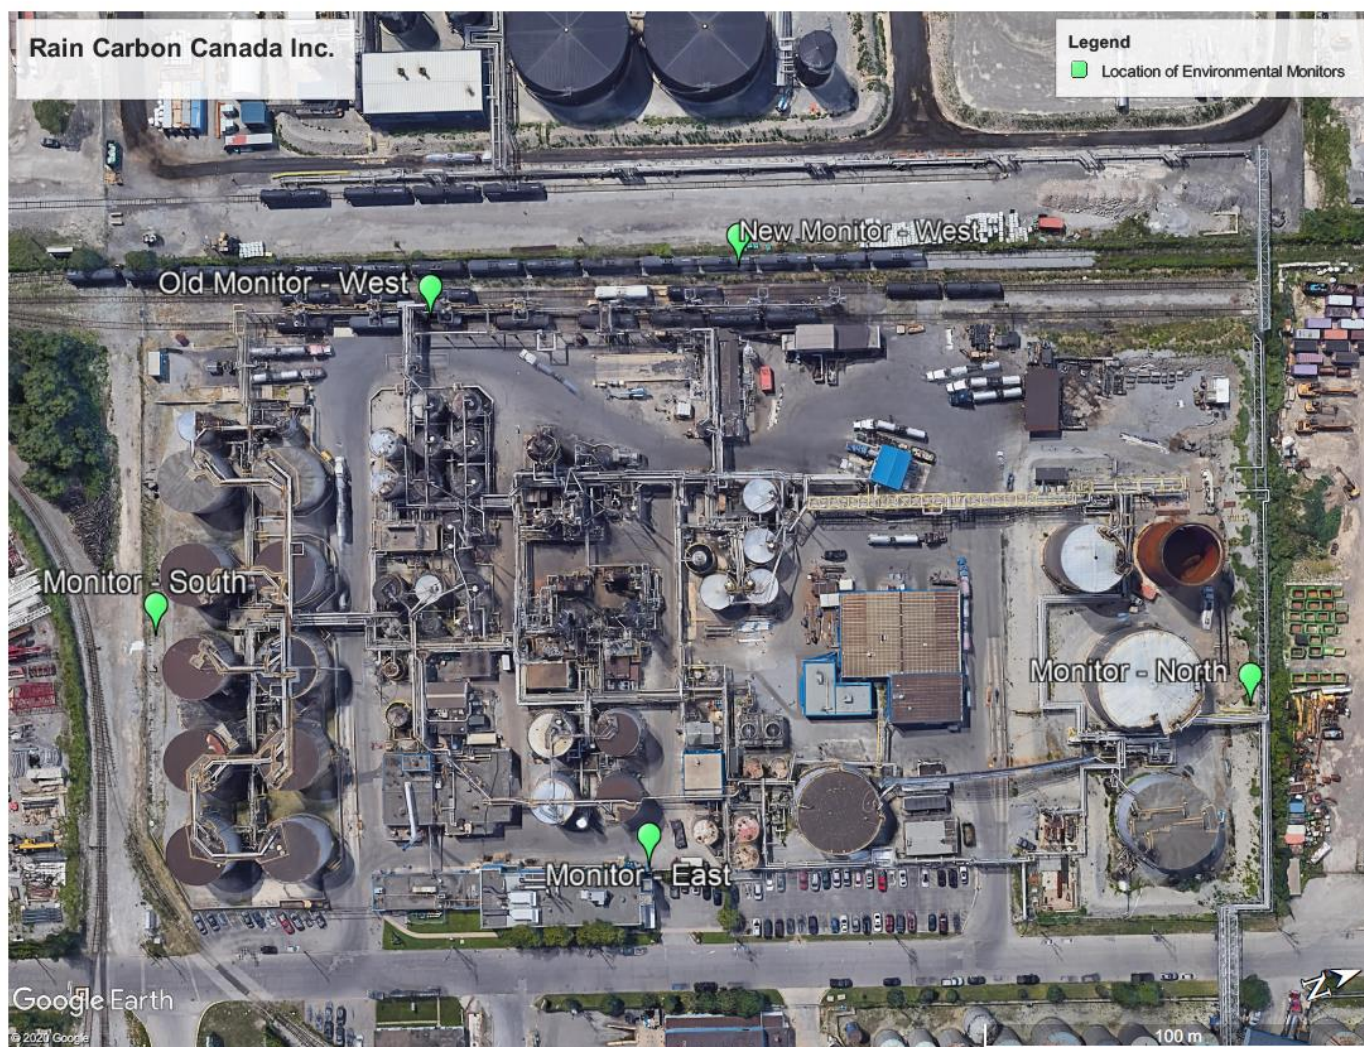 Rain Carbon Canada Inc.
Legend
Location of Environmental Monitors
New Monitor - West
Old Monitor - West
Monitor - South
Monitor - North
Monitor - East
Google Earth
N
© 2020 Google
100 m